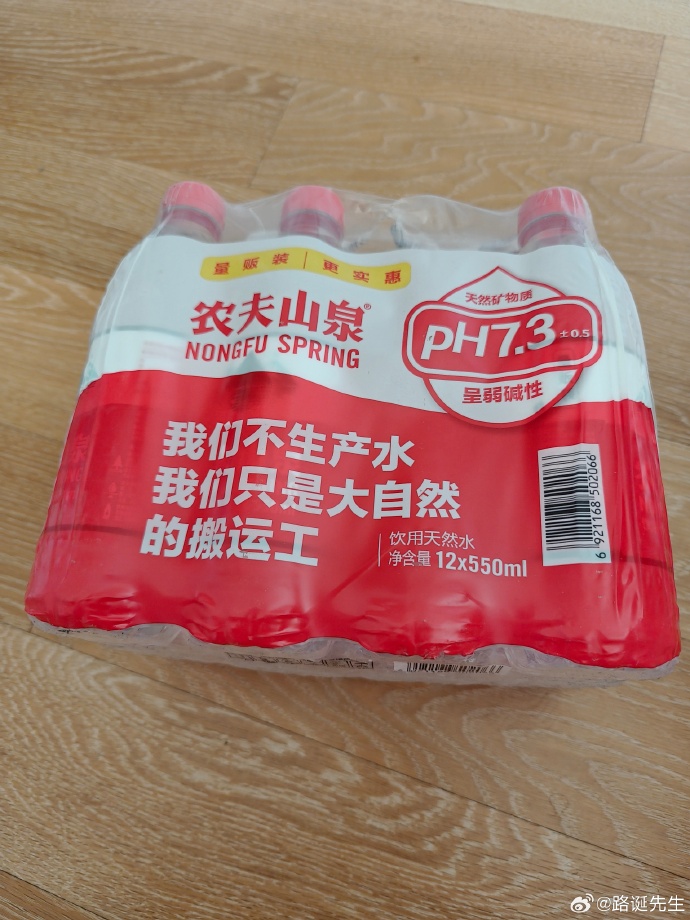 量贩装 | 更实惠
农夫山泉®
NONGFU SPRING
天然矿物质
pH7.3 ±0.5
呈弱碱性
我们不生产水
我们只是大自然
的搬运工
饮用天然水
净含量 12x550ml
6 921168 502066
@路诞先生